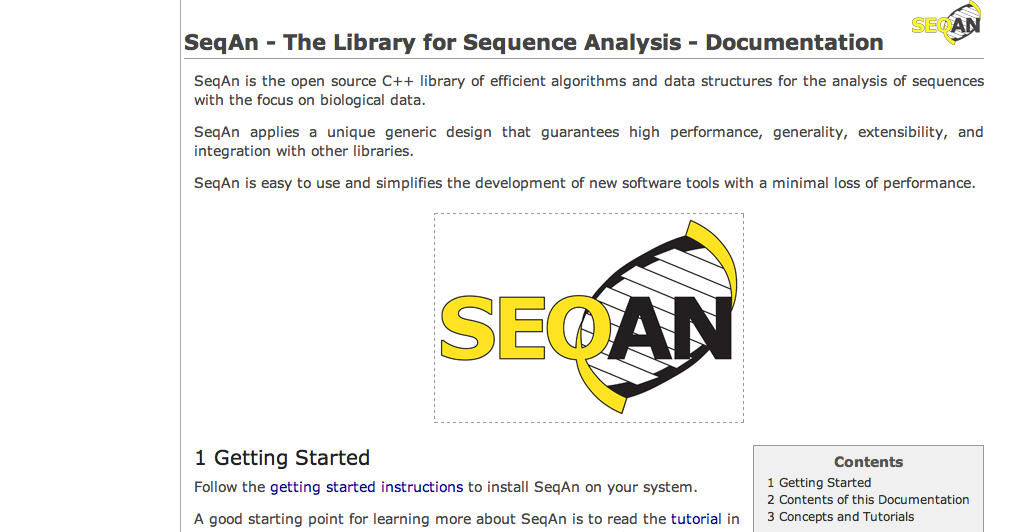 SeqAn - The Library for Sequence Analysis - Documentation
SEQAN
SeqAn is the open source C++ library of efficient algorithms and data structures for the analysis of sequences
with the focus on biological data.
SeqAn applies a unique generic design that guarantees high performance, generality, extensibility, and
integration with other libraries.
SeqAn is easy to use and simplifies the development of new software tools with a minimal loss of performance.
SEQAN
1 Getting Started
Follow the getting started instructions to install SeqAn on your system.
A good starting point for learning more about SeqAn is to read the tutorial in
Contents
1 Getting Started
2 Contents of this Documentation
3 Concepts and Tutorials